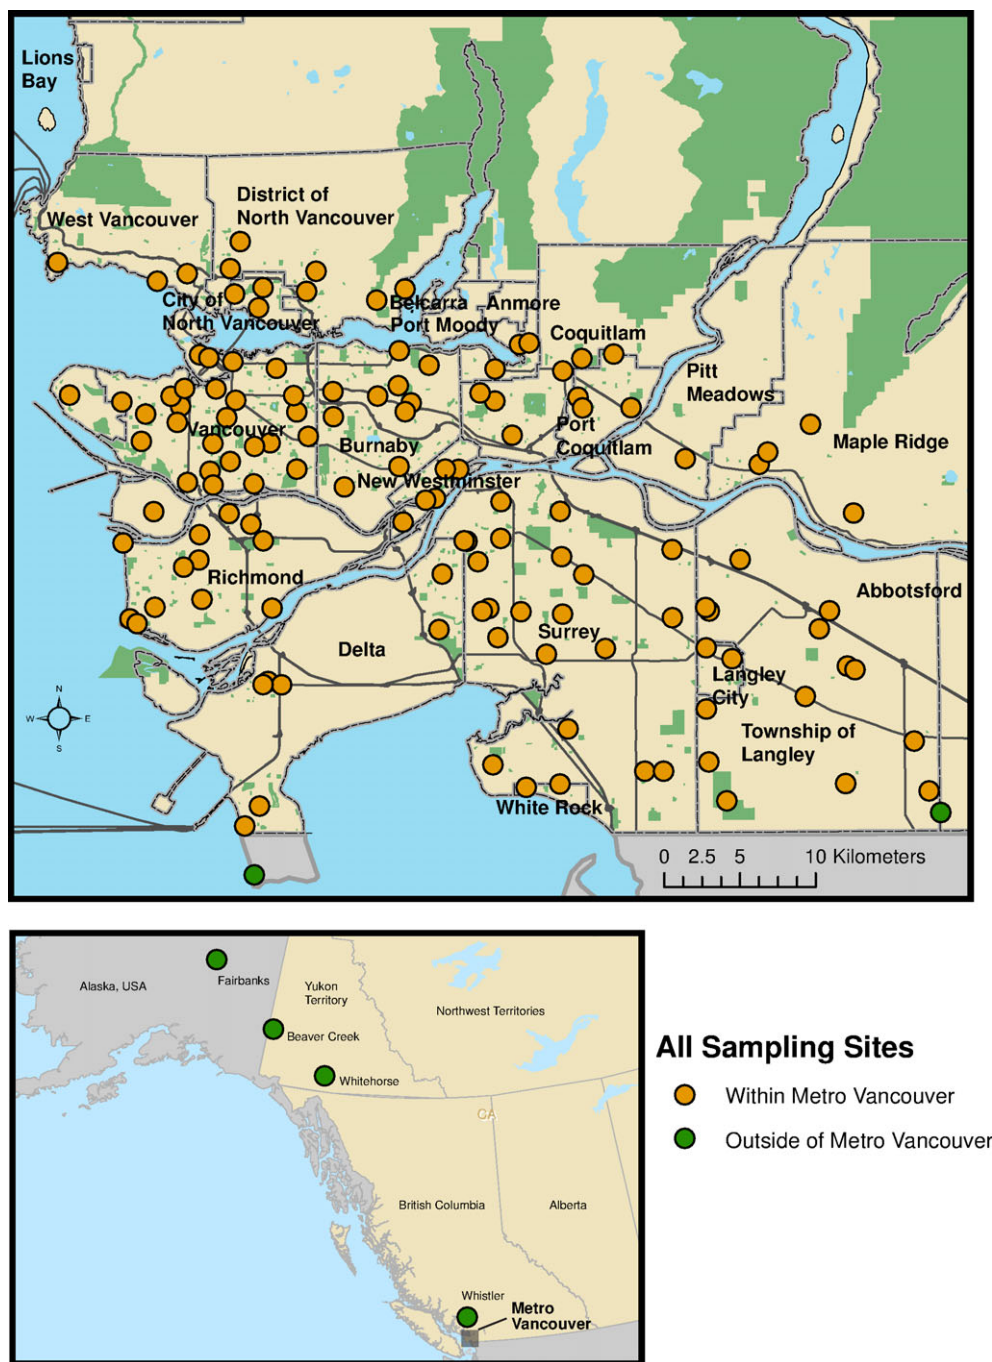 Lions
Bay
West Vancouver
District of
North Vancouver
City of
North Vancouver
Belcarra
Anmore
Port Moody
Coquitlam
Pitt
Meadows
Vancouver
Burnaby
Port
Coquitlam
Maple Ridge
New Westminster
Richmond
Abbotsford
Delta
Surrey
Langley
City
Township of
Langley
N
W
E
S
White Rock
0 2.5 5 10 Kilometers
Alaska, USA
Fairbanks
Yukon
Territory
Northwest Territories
Beaver Creek
Whitehorse
CA
British Columbia
Alberta
Whistler
Metro
Vancouver
All Sampling Sites
Within Metro Vancouver
Outside of Metro Vancouver